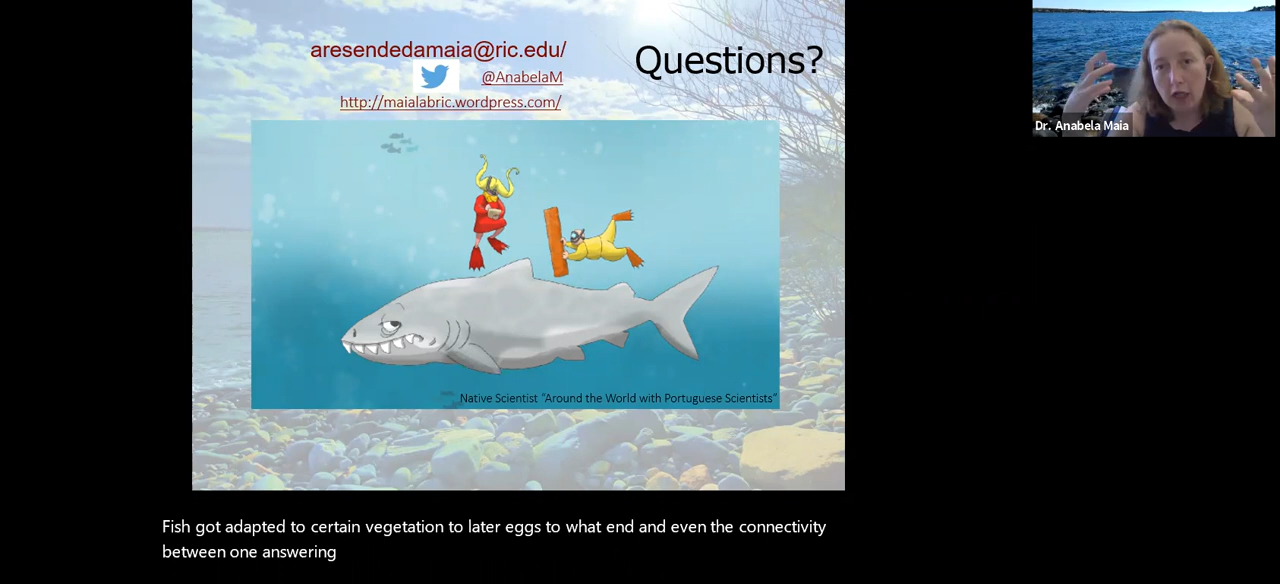 aresendedamaia@ric.edu/
Questions?
@AnabelaM
http://maialabric.wordpress.com/
Dr. Anabela Maia
Native Scientist "Around the World with Portuguese Scientists"
Fish got adapted to certain vegetation to later eggs to what end and even the connectivity
between one answering